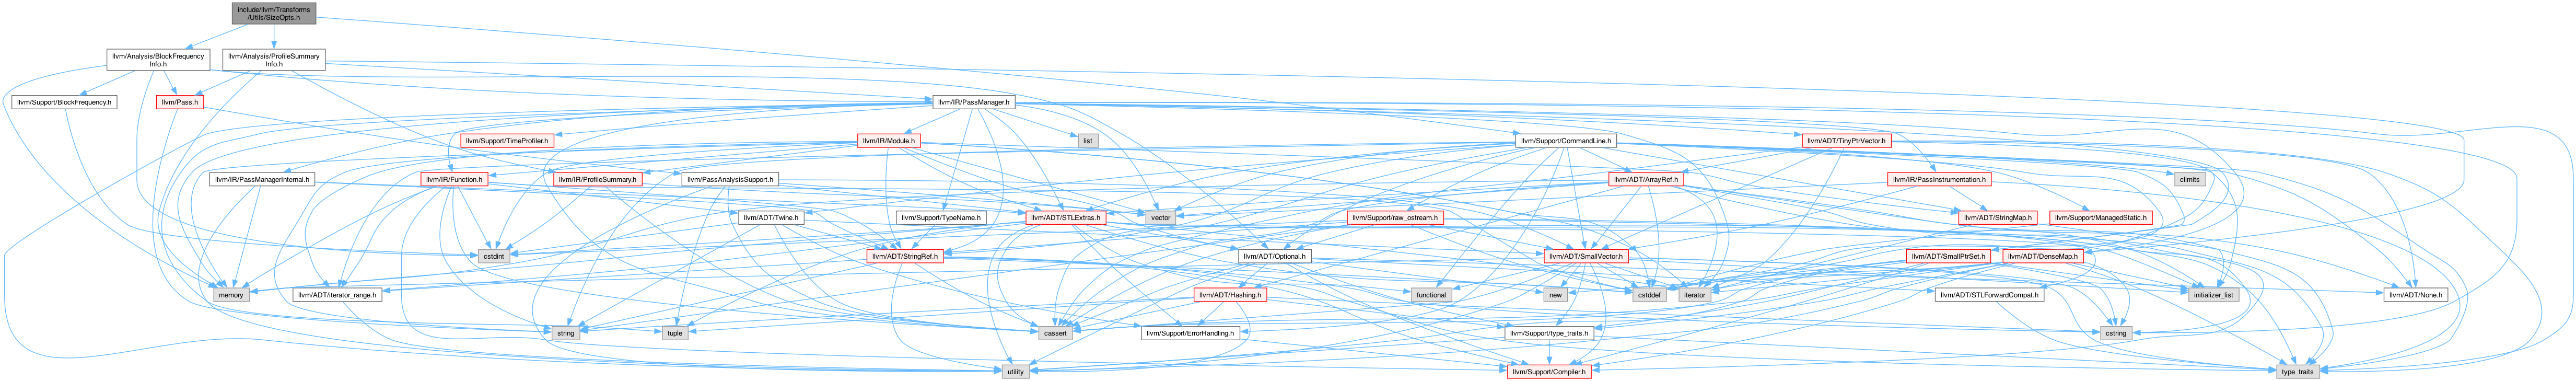 include/llvm/Transforms
/Utils/SizeOpts.h
llvm/Analysis/BlockFrequency
Info.h
llvm/Analysis/ProfileSummary
Info.h
llvm/Support/BlockFrequency.h
llvm/Pass.h
llvm/IR/PassManager.h
llvm/Support/TimeProfiler.h
llvm/IR/Module.h
list
llvm/Support/CommandLine.h
llvm/ADT/TinyPtrVector.h
llvm/IR/PassManagerInternal.h
llvm/IR/Function.h
llvm/IR/ProfileSummary.h
llvm/PassAnalysisSupport.h
llvm/ADT/ArrayRef.h
llvm/IR/PassInstrumentation.h
climits
llvm/ADT/Twine.h
llvm/Support/TypeName.h
llvm/ADT/STLExtras.h
vector
llvm/Support/raw_ostream.h
llvm/ADT/StringMap.h
llvm/Support/ManagedStatic.h
cstdint
llvm/ADT/StringRef.h
llvm/ADT/Optional.h
llvm/ADT/SmallVector.h
llvm/ADT/SmallPtrSet.h
llvm/ADT/DenseMap.h
memory
llvm/ADT/iterator_range.h
llvm/ADT/Hashing.h
functional
new
cstddef
iterator
llvm/ADT/STLForwardCompat.h
initializer_list
llvm/ADT/None.h
string
tuple
cassert
llvm/Support/ErrorHandling.h
llvm/Support/type_traits.h
cstring
utility
llvm/Support/Compiler.h
type_traits